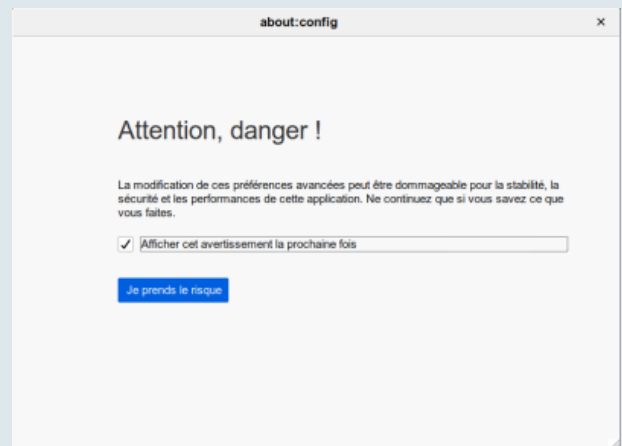 about:config
Attention, danger !
La modification de ces préférences avancées peut être dommageable pour la stabilité, la
sécurité et les performances de cette application. Ne continuez que si vous savez ce que
vous faites.
Afficher cet avertissement la prochaine fois
Je prends le risque